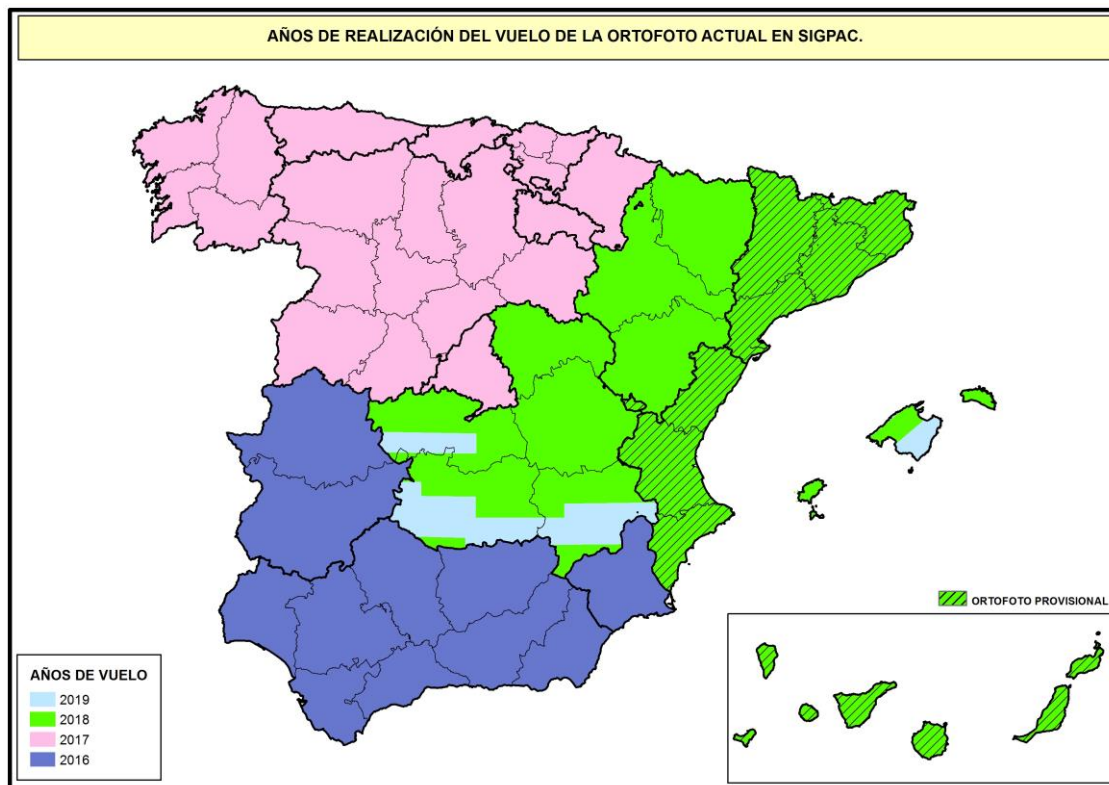 AÑOS DE REALIZACIÓN DEL VUELO DE LA ORTOFOTO ACTUAL EN SIGPAC.
ORTOFOTO PROVISIONAL
AÑOS DE VUELO
2019
2018
2017
2016